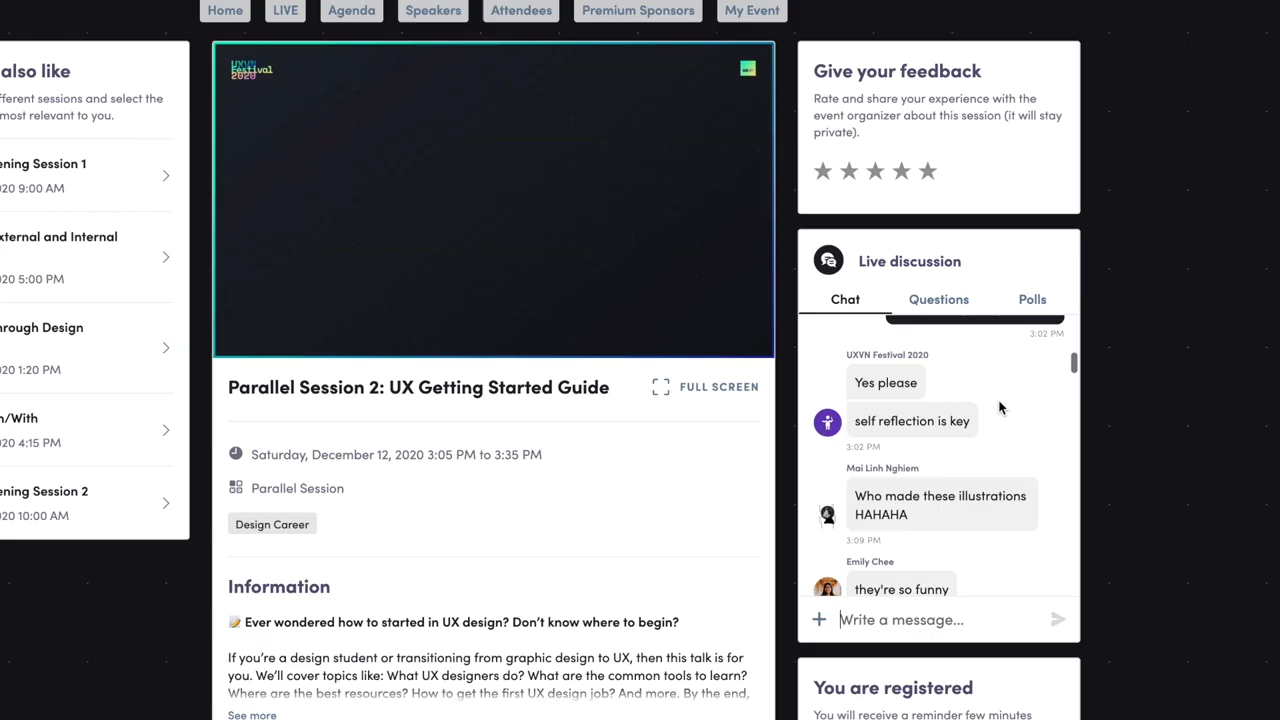 Home
LIVE
Agenda
Speakers
Attendees
Premium Sponsors
My Event
also like
fferent sessions and select the
most relevant to you.
ening Session 1
020 9:00 AM
xternal and Internal
020 5:00 PM
hrough Design
020 1:20 PM
n/With
020 4:15 PM
ening Session 2
020 10:00 AM
UXVN
Festival
2020
Parallel Session 2: UX Getting Started Guide
FULL SCREEN
Saturday, December 12, 2020 3:05 PM to 3:35 PM
Parallel Session
Design Career
Information
📝 Ever wondered how to started in UX design? Don’t know where to begin?
If you’re a design student or transitioning from graphic design to UX, then this talk is for
you. We’ll cover topics like: What UX designers do? What are the common tools to learn?
Where are the best resources? How to get the first UX design job? And more. By the end,
See more
Give your feedback
Rate and share your experience with the
event organizer about this session (it will stay
private).
Live discussion
Chat
Questions
Polls
3:02 PM
UXVN Festival 2020
Yes please
self reflection is key
3:02 PM
Mai Linh Nghiem
Who made these illustrations
HAHAHA
3:09 PM
Emily Chee
they're so funny
Write a message...
You are registered
You will receive a reminder few minutes